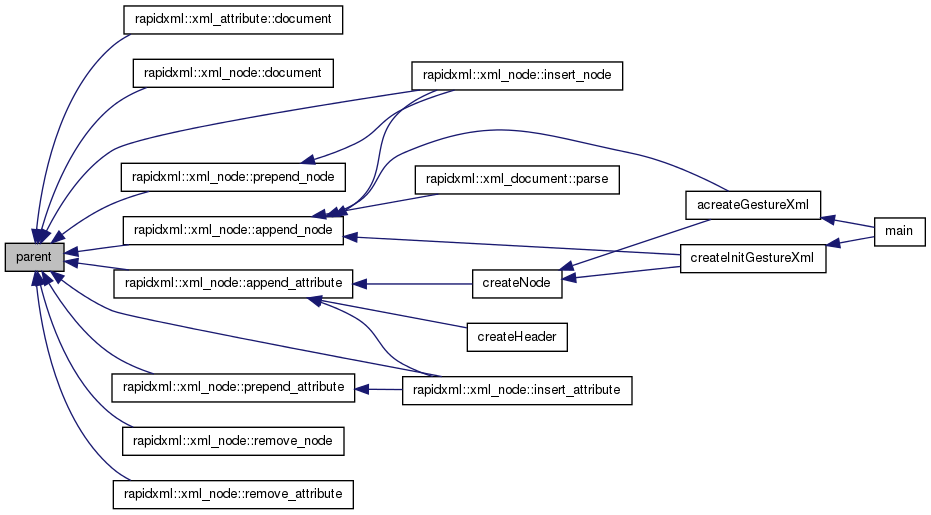 rapidxml::xml_attribute::document
rapidxml::xml_node::document
rapidxml::xml_node::insert_node
rapidxml::xml_node::prepend_node
rapidxml::xml_document::parse
acreateGestureXml
rapidxml::xml_node::append_node
main
parent
createInitGestureXml
rapidxml::xml_node::append_attribute
createNode
createHeader
rapidxml::xml_node::prepend_attribute
rapidxml::xml_node::insert_attribute
rapidxml::xml_node::remove_node
rapidxml::xml_node::remove_attribute